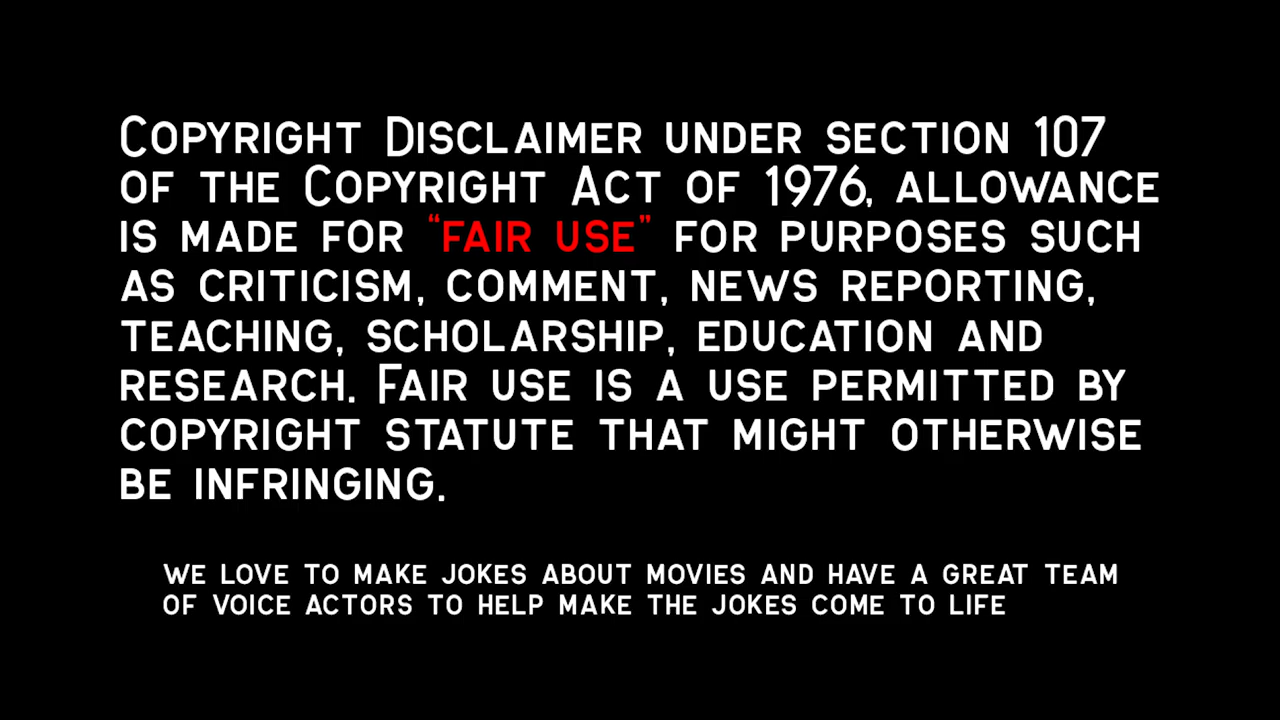 Copyright Disclaimer under section 107
of the Copyright Act of 1976, allowance
is made for "fair use" for purposes such
as criticism, comment, news reporting,
teaching, scholarship, education and
research. Fair use is a use permitted by
copyright statute that might otherwise
be infringing.
we love to make jokes about movies and have a great team
of voice actors to help make the jokes come to life